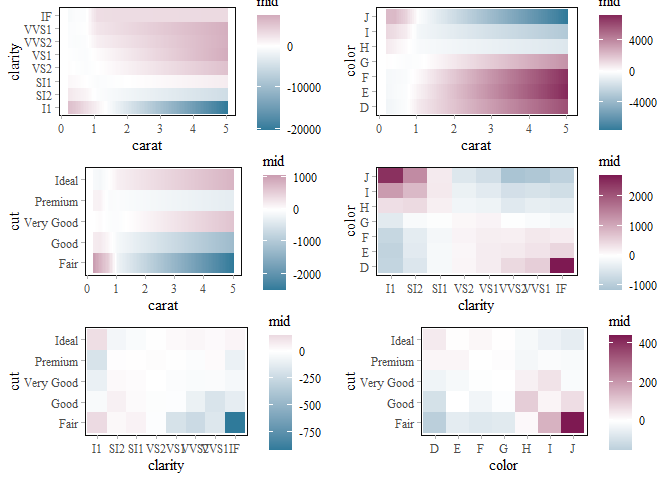 mid
IF
VVS1
VVS2
VS1
VS2
SI1
SI2
I1
clarity
0 1 2 3 4 5
carat
0
-10000
-20000
mid
J
I
H
G
F
E
D
color
0 1 2 3 4 5
carat
4000
2000
0
-2000
-4000
mid
Ideal
Premium
Very Good
Good
Fair
cut
0 1 2 3 4 5
carat
1000
0
-1000
-2000
mid
J
I
H
G
F
E
D
color
I1 SI2 SI1 VS2 VS1 VVS2 VVS1 IF
clarity
2000
1000
0
-1000
mid
Ideal
Premium
Very Good
Good
Fair
cut
I1 SI2 SI1 VS2 VS1 VVS2 VVS1 IF
clarity
0
-250
-500
-750
mid
Ideal
Premium
Very Good
Good
Fair
cut
D E F G H I J
color
400
200
0